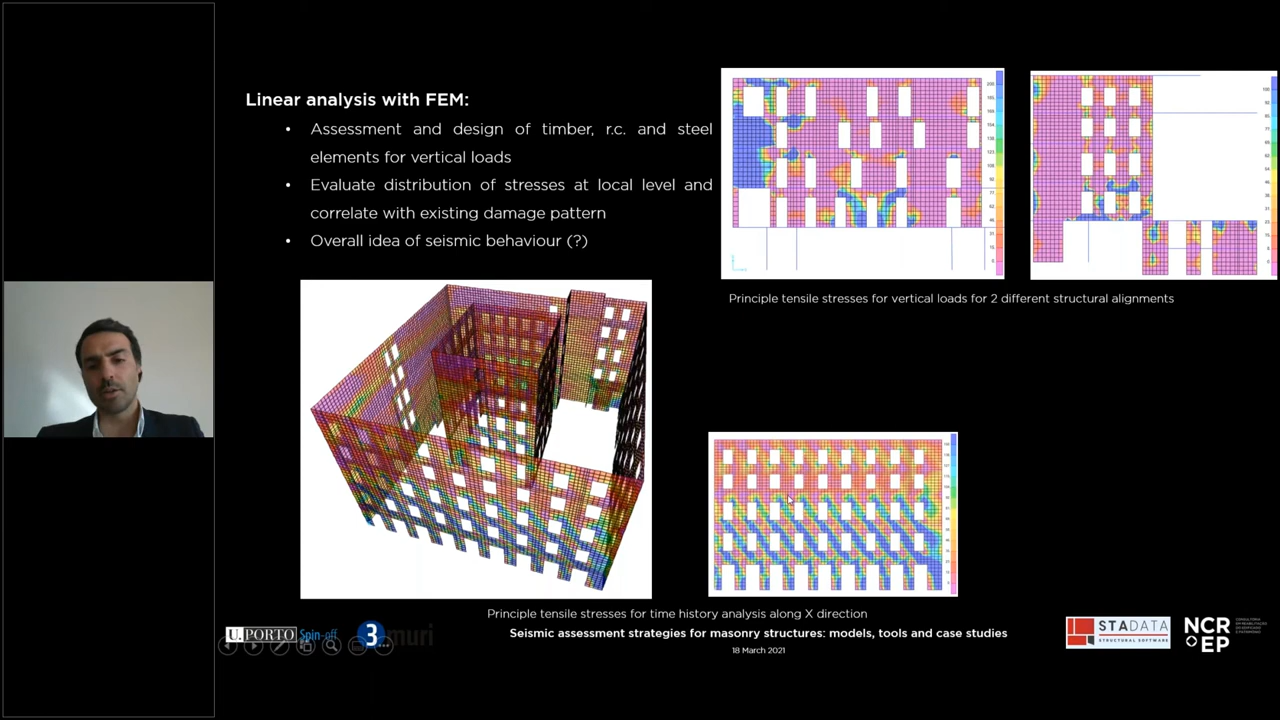 Linear analysis with FEM:
• Assessment and design of timber, r.c. and steel
elements for vertical loads
• Evaluate distribution of stresses at local level and
correlate with existing damage pattern
• Overall idea of seismic behaviour (?)
Principle tensile stresses for vertical loads for 2 different structural alignments
Principle tensile stresses for time history analysis along X direction
U.PORTO Spin-off
3muri
Seismic assessment strategies for masonry structures: models, tools and case studies
18 March 2021
STADATA
STRUCTURAL SOFTWARE
NCR
EP